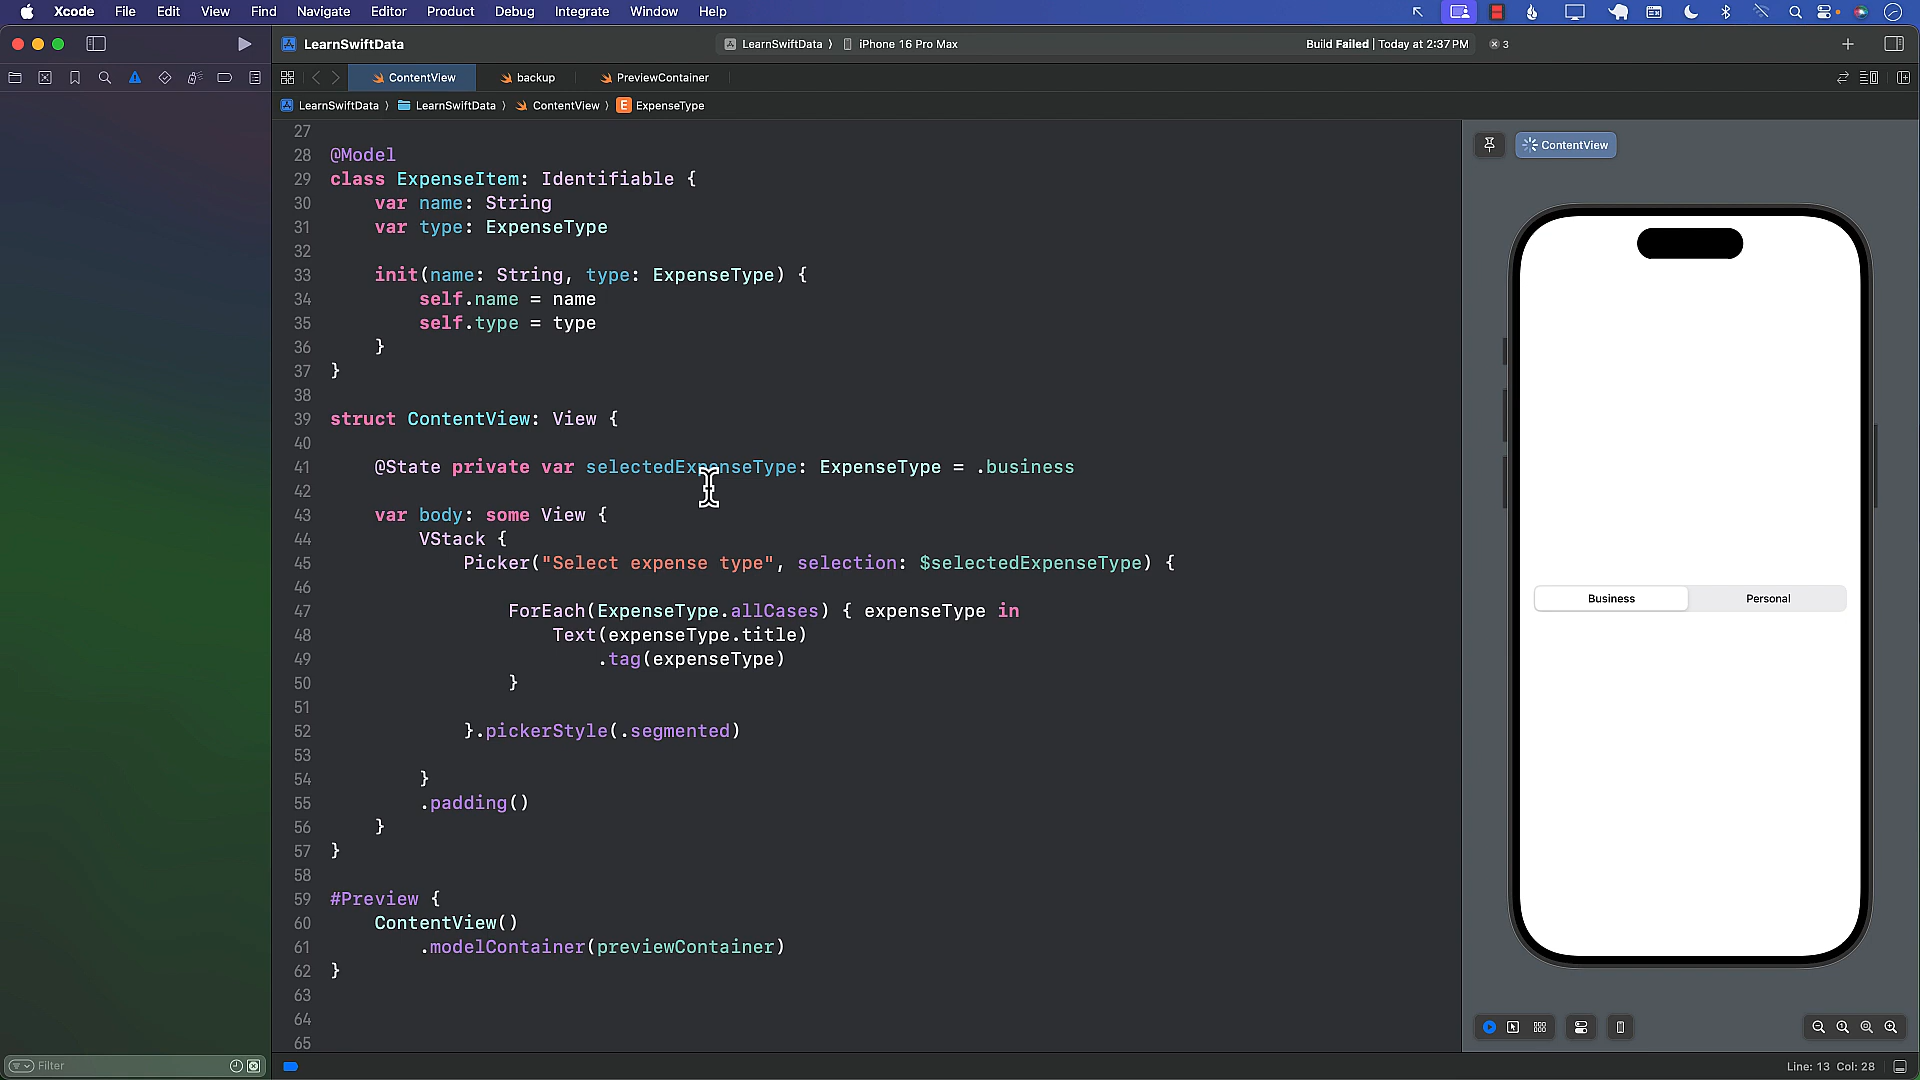 Xcode File Edit View Find Navigate Editor Product Debug Integrate Window Help
LearnSwiftData LearnSwiftData 〉 iPhone 16 Pro Max Build Failed | Today at 2:37 PM 3
ContentView backup PreviewContainer
LearnSwiftData 〉 LearnSwiftData 〉 ContentView 〉 E ExpenseType
27
28 @Model
29 class ExpenseItem: Identifiable {
30 var name: String
31 var type: ExpenseType
32
33 init(name: String, type: ExpenseType) {
34 self.name = name
35 self.type = type
36 }
37 }
38
39 struct ContentView: View {
40
41 @State private var selectedExpenseType: ExpenseType = .business
42
43 var body: some View {
44 VStack {
45 Picker("Select expense type", selection: $selectedExpenseType) {
46
47 ForEach(ExpenseType.allCases) { expenseType in
48 Text(expenseType.title)
49 .tag(expenseType)
50 }
51
52 }.pickerStyle(.segmented)
53
54 }
55 .padding()
56 }
57 }
58
59 #Preview {
60 ContentView()
61 .modelContainer(previewContainer)
62 }
63
64
65
ContentView
Business Personal
Filter
Line: 13 Col: 28